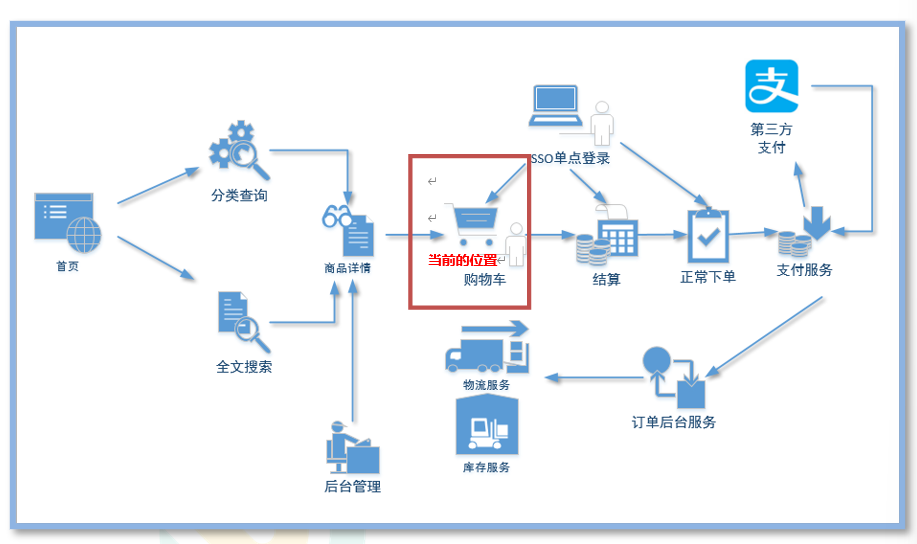 第三方
支付
SSO单点登录
分类查询
首页
商品详情
当前的位置
购物车
结算
正常下单
支付服务
全文搜索
物流服务
订单后台服务
库存服务
后台管理